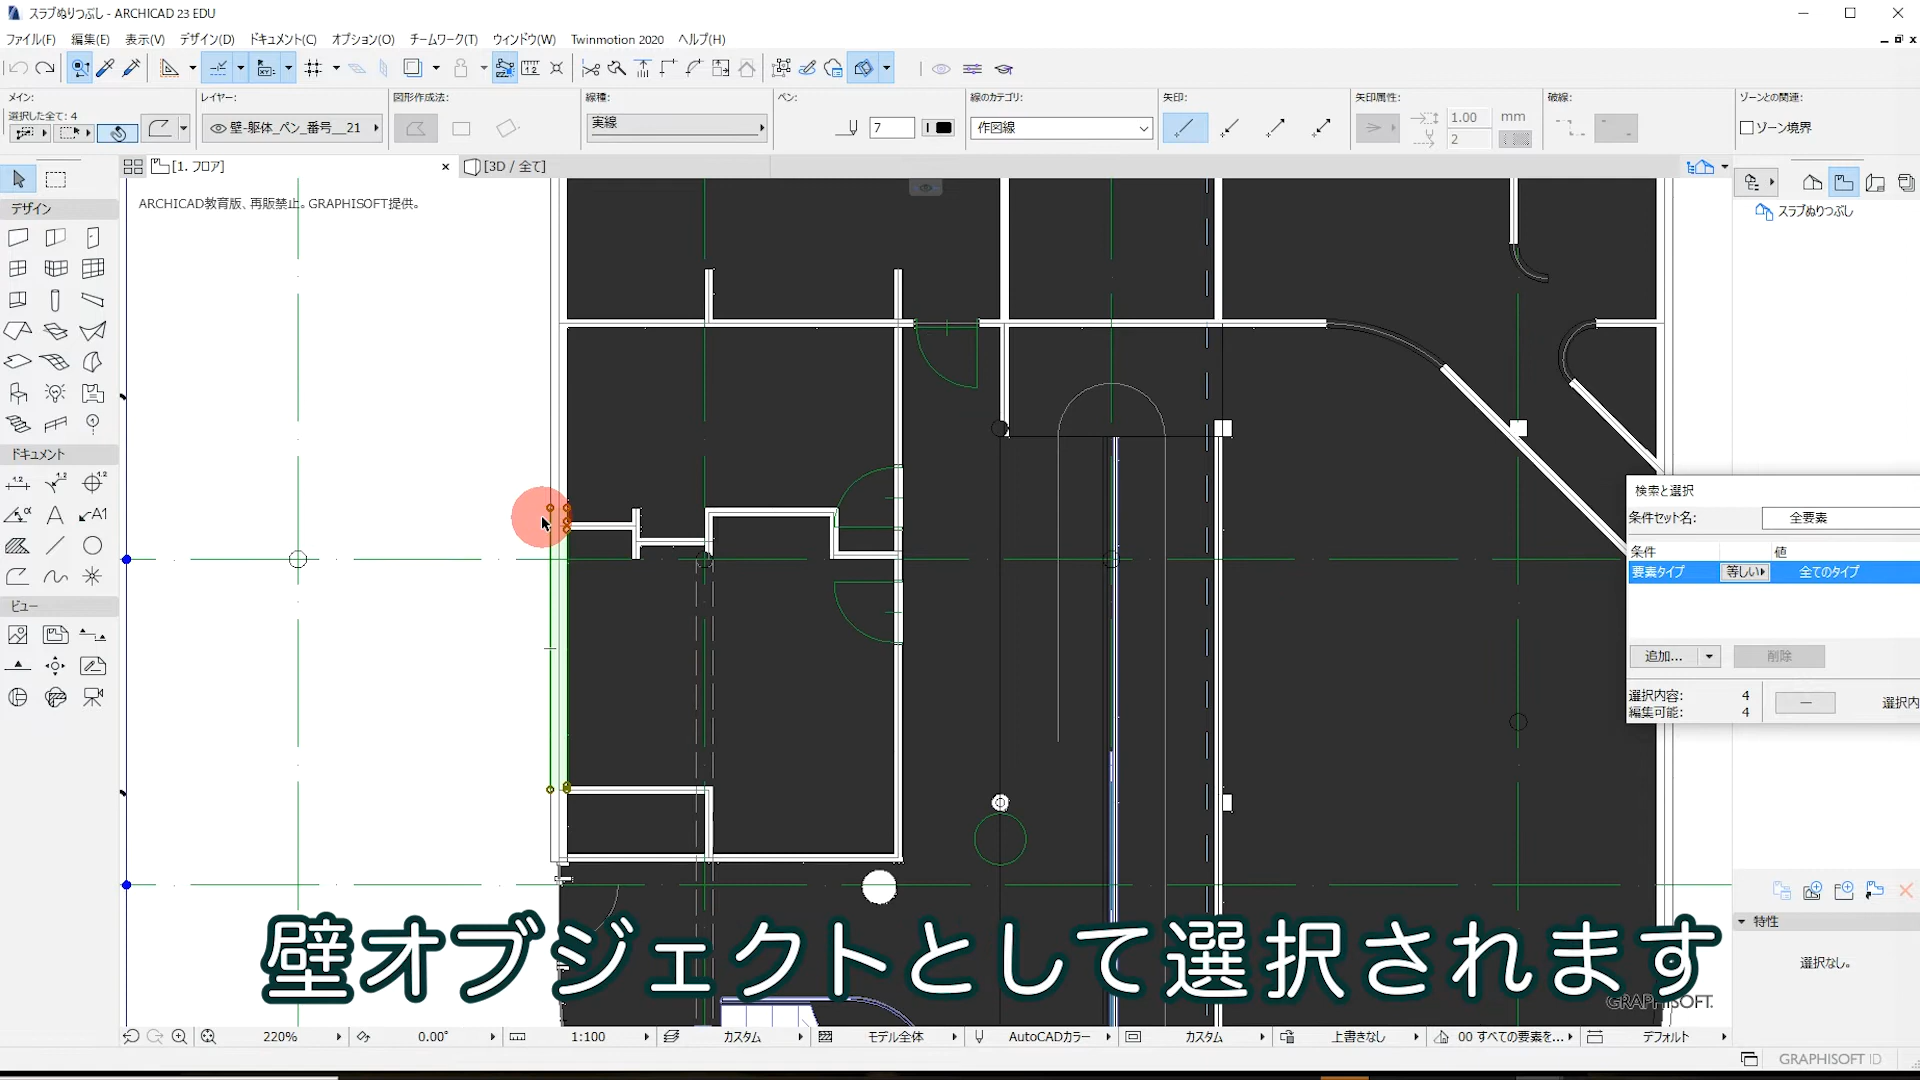 スラブぬりつぶし - ARCHICAD 23 EDU
ファイル(F) 編集(E) 表示(V) デザイン(D) ドキュメント(C) オプション(O) チームワーク(T) ウィンドウ(W) Twinmotion 2020 ヘルプ(H)
メイン: レイヤー: 図形作成法: 線種: ペン: 線のカテゴリ: 矢印: 矢印属性: 破線: ゾーンとの関連:
選択した全て: 4
壁-躯体_ペン_番号__21
実線
7
作図線
1.00 mm
2
ゾーン境界
[1. フロア]
[3D / 全て]
ARCHICAD教育版、再販禁止。GRAPHISOFT提供。
スラブぬりつぶし
デザイン
ドキュメント
ビュー
検索と選択
条件セット名: 全要素
条件 値
要素タイプ 等しい 全てのタイプ
追加... 削除
選択内容: 4
編集可能: 4
選択内
特性
選択なし。
壁オブジェクトとして選択されます
GRAPHISOFT.
220% 0.00° 1:100 カスタム モデル全体 AutoCADカラー カスタム 上書きなし 00 すべての要素を... デフォルト
GRAPHISOFT ID